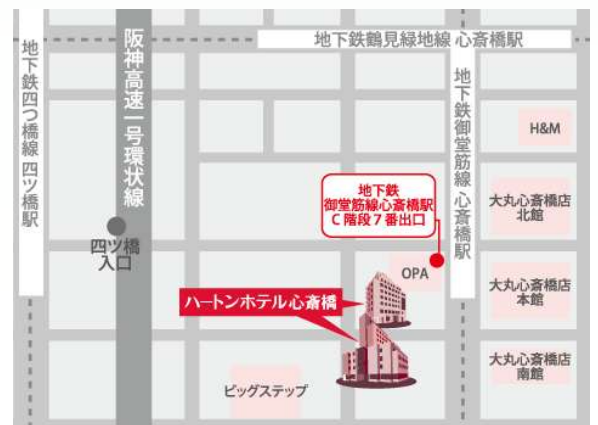 地下鉄鶴見緑地線 心斎橋駅
地下鉄四つ橋線 四ツ橋駅
阪神高速一号環状線
地下鉄御堂筋線 心斎橋駅
H&M
地下鉄
御堂筋線心斎橋駅
C階段7番出口
大丸心斎橋店
北館
四ツ橋
入口
OPA
大丸心斎橋店
本館
ハートンホテル心斎橋
大丸心斎橋店
南館
ビッグステップ